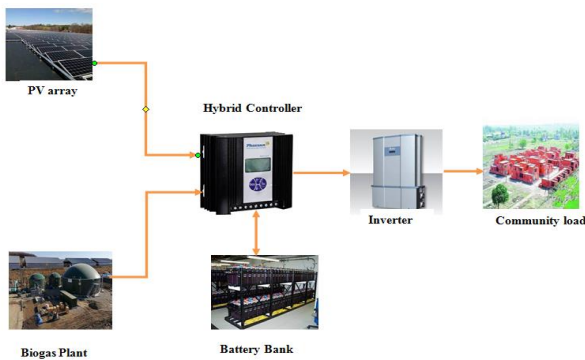 PV array
Hybrid Controller
Inverter
Community load
Biogas Plant
Battery Bank